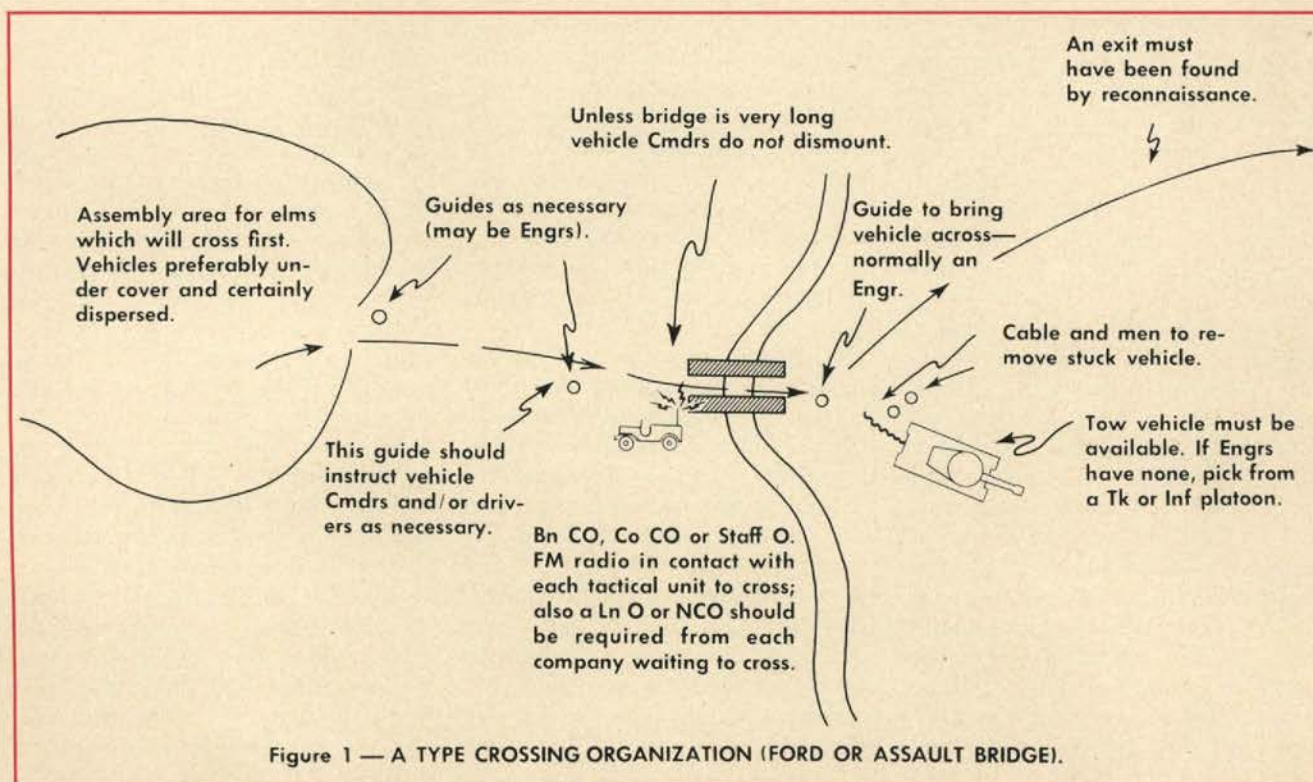 An exit must
have been found
by reconnaissance.
Unless bridge is very long
vehicle Cmdrs do not dismount.
Assembly area for elms
which will cross first.
Vehicles preferably un-
der cover and certainly
dispersed.
Guides as necessary
(may be Engrs).
Guide to bring
vehicle across—
normally an
Engr.
Cable and men to re-
move stuck vehicle.
This guide should
instruct vehicle
Cmdrs and/or driv-
ers as necessary.
Tow vehicle must be
available. If Engrs
have none, pick from
a Tk or Inf platoon.
Bn CO, Co CO or Staff O.
FM radio in contact with
each tactical unit to cross;
also a Ln O or NCO should
be required from each
company waiting to cross.
Figure 1 — A TYPE CROSSING ORGANIZATION (FORD OR ASSAULT BRIDGE).